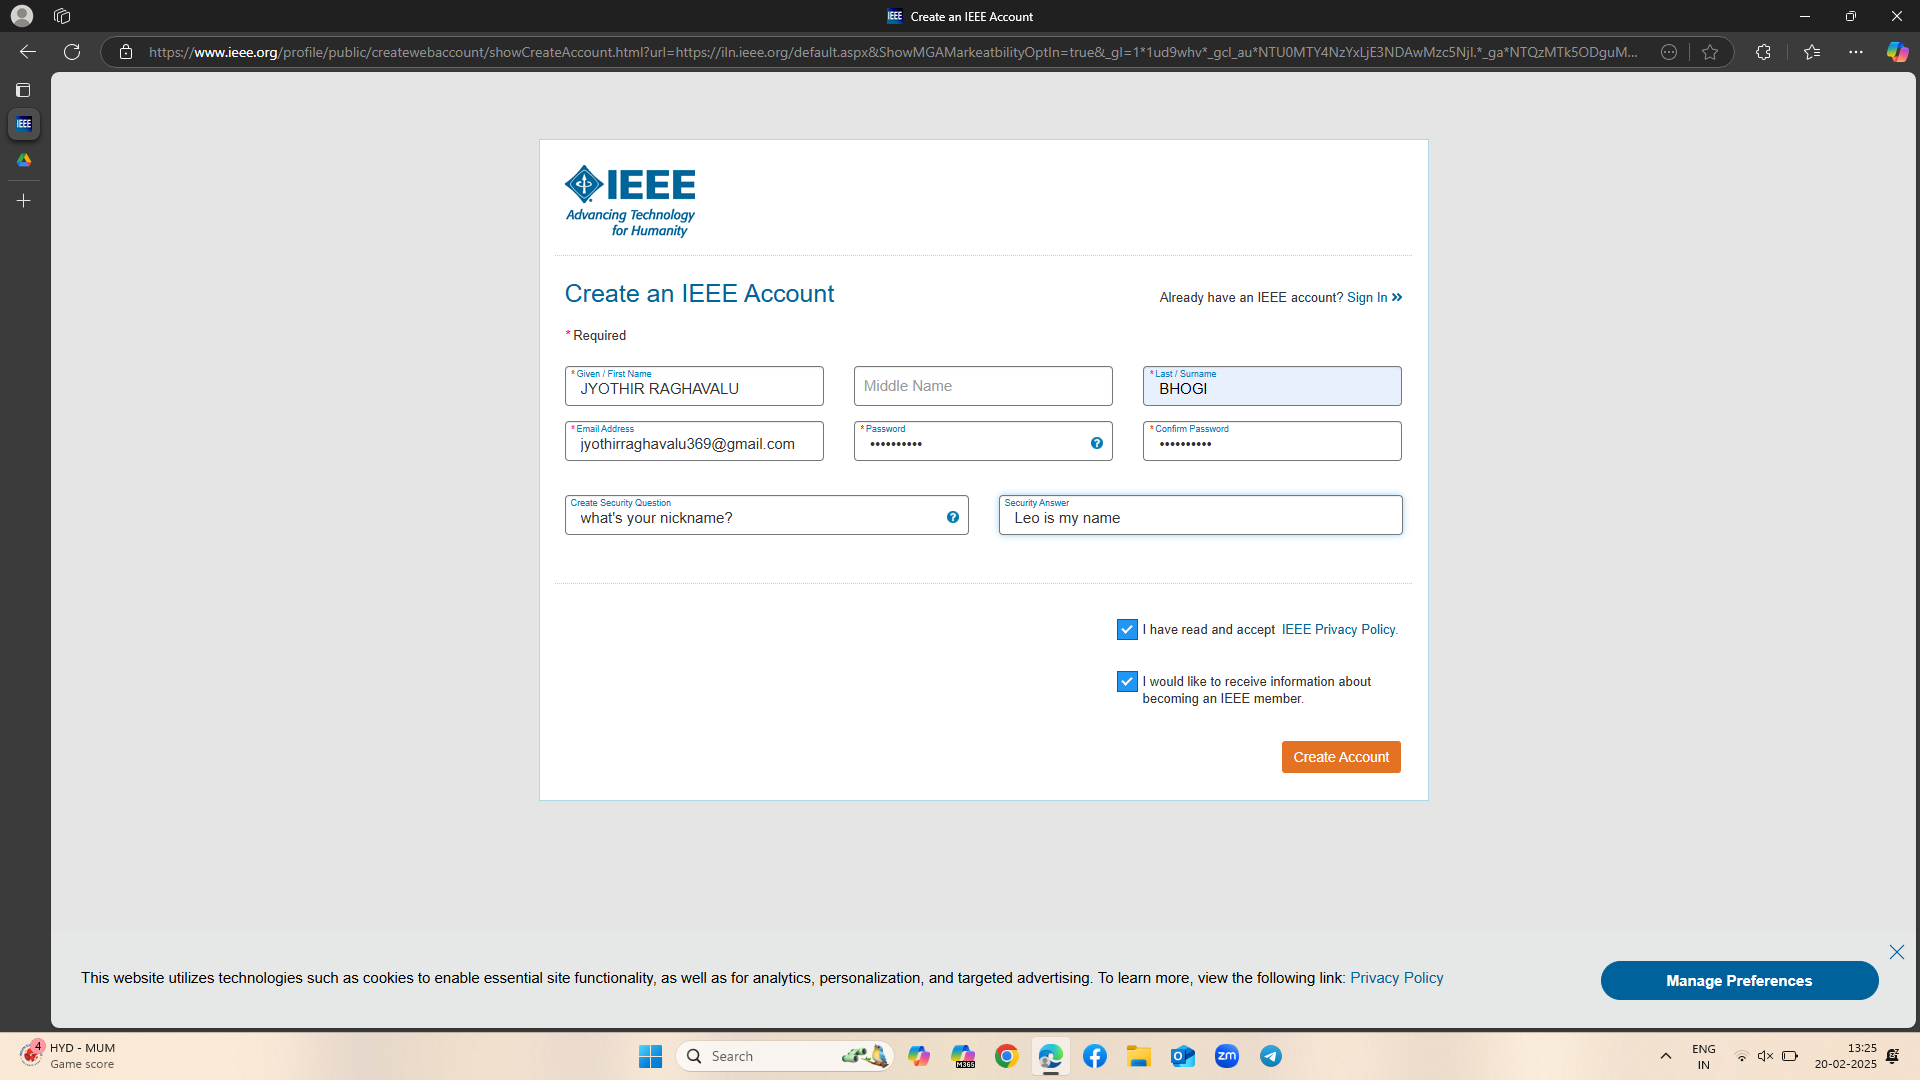 IEEE Create an IEEE Account
https://www.ieee.org/profile/public/createwebaccount/showCreateAccount.html?url=https://iln.ieee.org/default.aspx&ShowMGAMarkeatbilityOptIn=true&_gl=1*1ud9whv*_gcl_au*NTU0MTY4NzYxLjE3NDAwMzc5NjI.*_ga*NTQzMTk5ODguM...
IEEE
IEEE
Advancing Technology
for Humanity
Create an IEEE Account
Already have an IEEE account? Sign In »
* Required
* Given / First Name
JYOTHIR RAGHAVALU
Middle Name
* Last / Surname
BHOGI
* Email Address
jyothirraghavalu369@gmail.com
* Password
••••••••••
* Confirm Password
••••••••••
Create Security Question
what's your nickname?
Security Answer
Leo is my name
I have read and accept IEEE Privacy Policy.
I would like to receive information about
becoming an IEEE member.
Create Account
This website utilizes technologies such as cookies to enable essential site functionality, as well as for analytics, personalization, and targeted advertising. To learn more, view the following link: Privacy Policy
Manage Preferences
4
HYD - MUM
Game score
Search
M365
zm
ENG
IN
13:25
20-02-2025